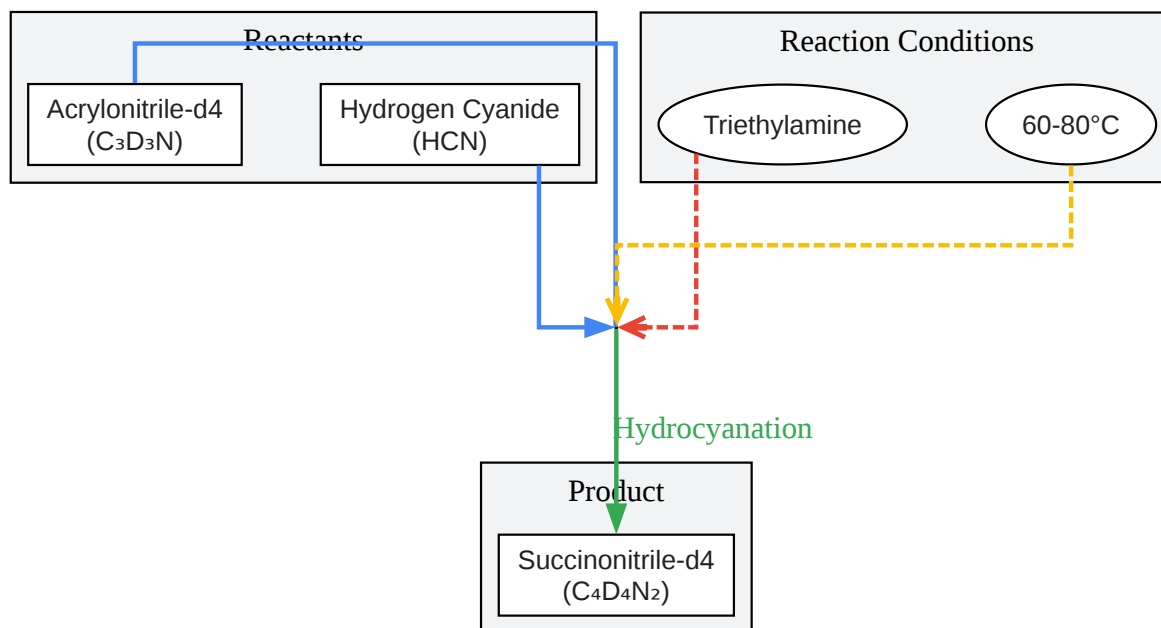 Reactants
Acrylonitrile-d4
(C₃D₃N)
Hydrogen Cyanide
(HCN)
Reaction Conditions
Triethylamine
60-80°C
Hydrocyanation
Product
Succinonitrile-d4
(C₄D₄N₂)